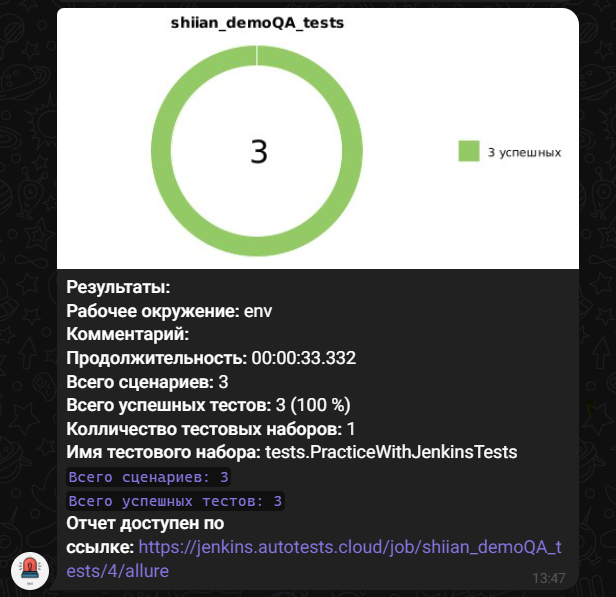 shiian_demoQA_tests
3
3 успешных
Результаты:
Рабочее окружение: env
Комментарий:
Продолжительность: 00:00:33.332
Всего сценариев: 3
Всего успешных тестов: 3 (100 %)
Колличество тестовых наборов: 1
Имя тестового набора: tests.PracticeWithJenkinsTests
Всего сценариев: 3
Всего успешных тестов: 3
Отчет доступен по
ссылке: https://jenkins.autotests.cloud/job/shiian_demoQA_t
ests/4/allure
13:47